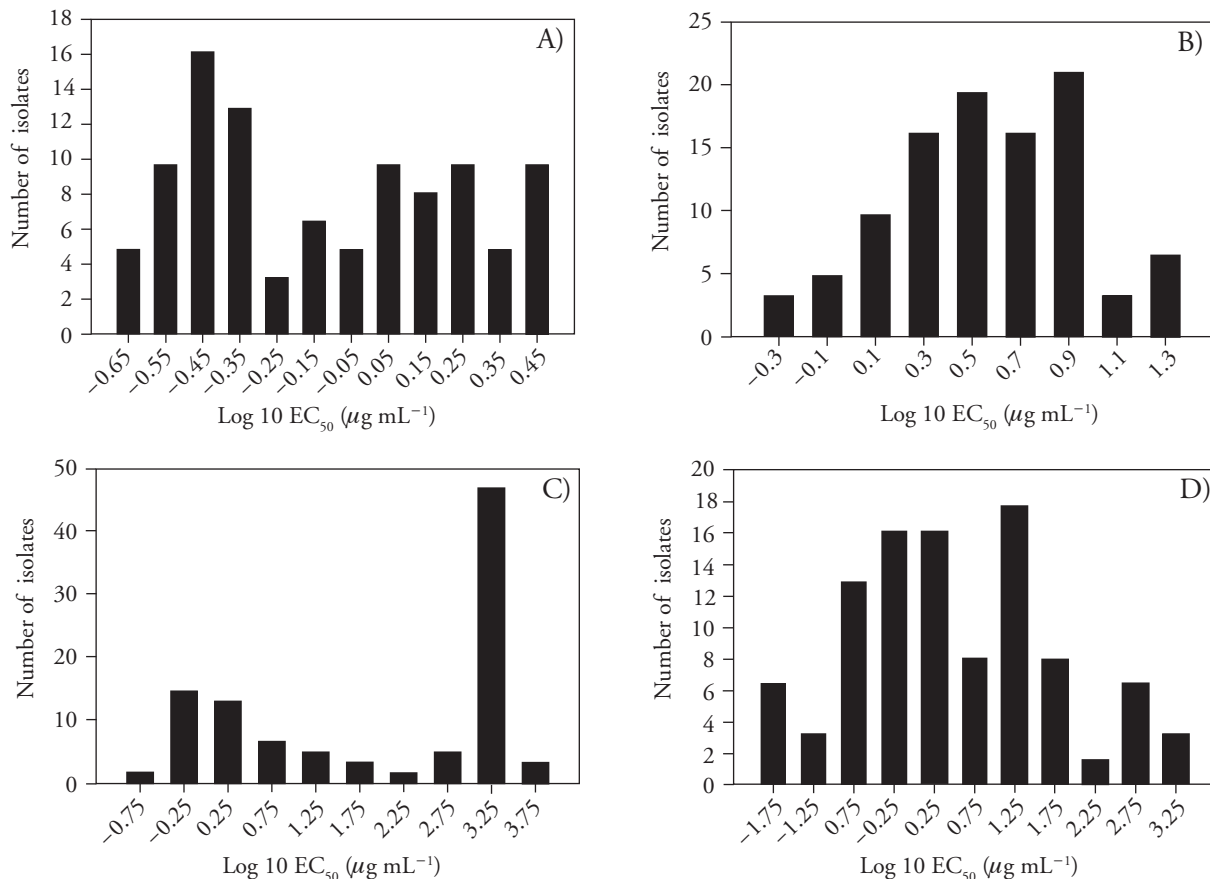 A)
Number of isolates
18
16
14
12
10
8
6
4
2
0
−0.65 −0.55 −0.45 −0.35 −0.25 −0.15 −0.05 0.05 0.15 0.25 0.35 0.45
Log 10 EC50 (μg mL−1)
B)
Number of isolates
25
20
15
10
5
0
−0.3 −0.1 0.1 0.3 0.5 0.7 0.9 1.1 1.3
Log 10 EC50 (μg mL−1)
C)
Number of isolates
50
40
30
20
10
0
−0.75 −0.25 0.25 0.75 1.25 1.75 2.25 2.75 3.25 3.75
Log 10 EC50 (μg mL−1)
D)
Number of isolates
20
18
16
14
12
10
8
6
4
2
0
−1.75 −1.25 0.75 −0.25 0.25 0.75 1.25 1.75 2.25 2.75 3.25
Log 10 EC50 (μg mL−1)